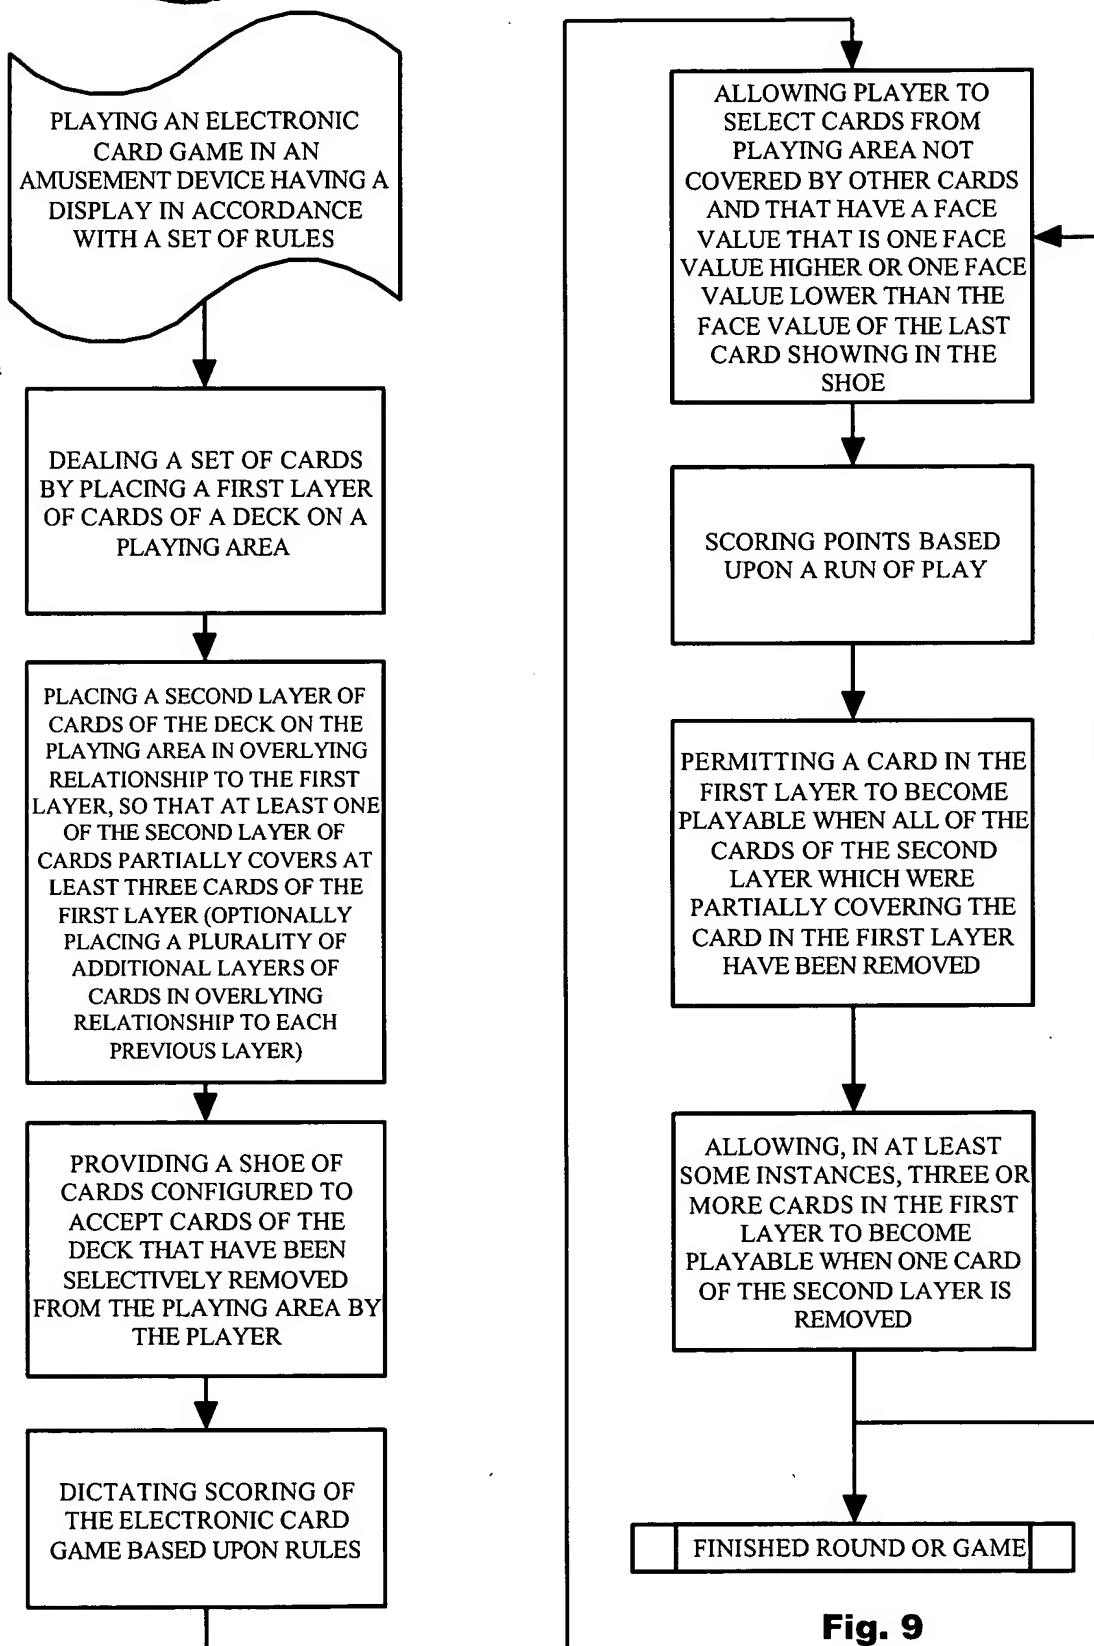 PLAYING AN ELECTRONIC
CARD GAME IN AN
AMUSEMENT DEVICE HAVING A
DISPLAY IN ACCORDANCE
WITH A SET OF RULES
DEALING A SET OF CARDS
BY PLACING A FIRST LAYER
OF CARDS OF A DECK ON A
PLAYING AREA
PLACING A SECOND LAYER OF
CARDS OF THE DECK ON THE
PLAYING AREA IN OVERLYING
RELATIONSHIP TO THE FIRST
LAYER, SO THAT AT LEAST ONE
OF THE SECOND LAYER OF
CARDS PARTIALLY COVERS AT
LEAST THREE CARDS OF THE
FIRST LAYER (OPTIONALLY
PLACING A PLURALITY OF
ADDITIONAL LAYERS OF
CARDS IN OVERLYING
RELATIONSHIP TO EACH
PREVIOUS LAYER)
PROVIDING A SHOE OF
CARDS CONFIGURED TO
ACCEPT CARDS OF THE
DECK THAT HAVE BEEN
SELECTIVELY REMOVED
FROM THE PLAYING AREA BY
THE PLAYER
DICTATING SCORING OF
THE ELECTRONIC CARD
GAME BASED UPON RULES
ALLOWING PLAYER TO
SELECT CARDS FROM
PLAYING AREA NOT
COVERED BY OTHER CARDS
AND THAT HAVE A FACE
VALUE THAT IS ONE FACE
VALUE HIGHER OR ONE FACE
VALUE LOWER THAN THE
FACE VALUE OF THE LAST
CARD SHOWING IN THE
SHOE
SCORING POINTS BASED
UPON A RUN OF PLAY
PERMITTING A CARD IN THE
FIRST LAYER TO BECOME
PLAYABLE WHEN ALL OF THE
CARDS OF THE SECOND
LAYER WHICH WERE
PARTIALLY COVERING THE
CARD IN THE FIRST LAYER
HAVE BEEN REMOVED
ALLOWING, IN AT LEAST
SOME INSTANCES, THREE OR
MORE CARDS IN THE FIRST
LAYER TO BECOME
PLAYABLE WHEN ONE CARD
OF THE SECOND LAYER IS
REMOVED
FINISHED ROUND OR GAME
Fig. 9